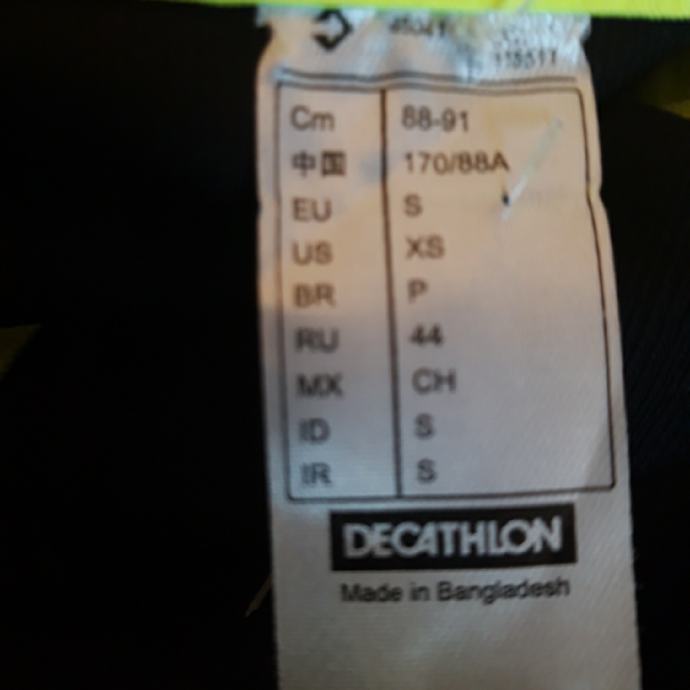 Cm 88-91
中国 170/88A
EU S
US XS
BR P
RU 44
MX CH
ID S
IR S
DECATHLON
Made in Bangladesh